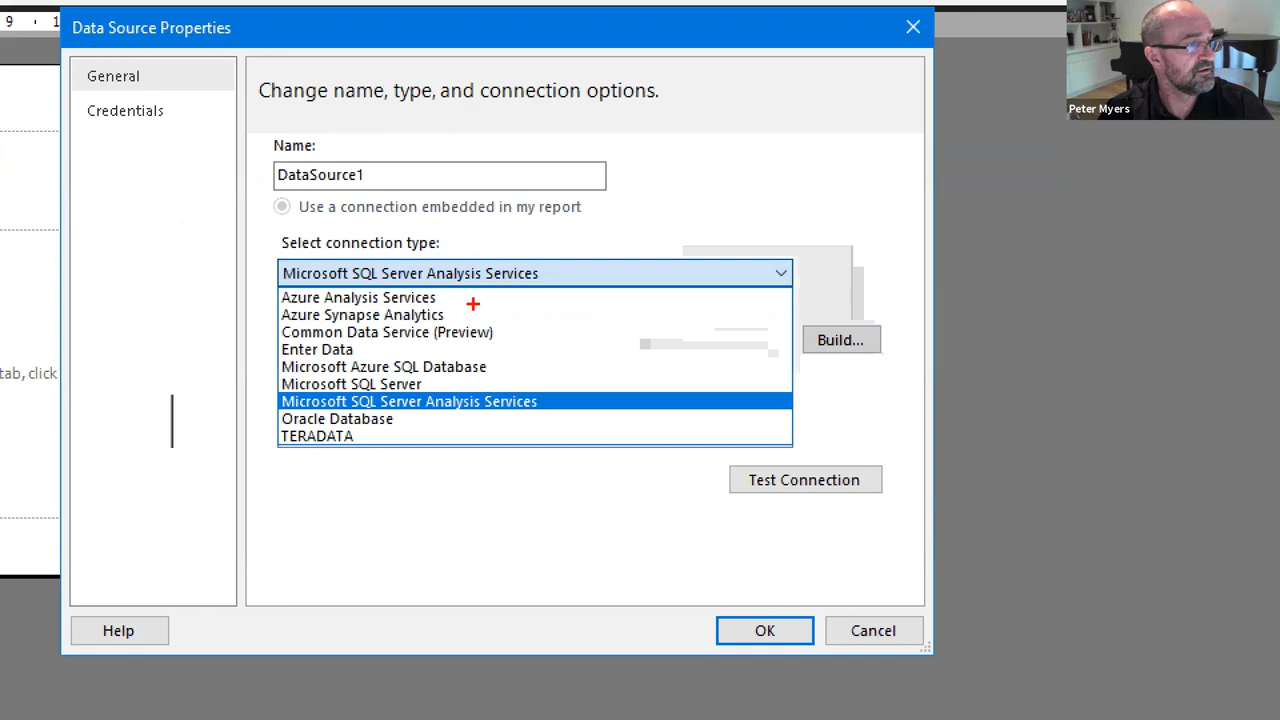 9
1
Data Source Properties
General
Credentials
Change name, type, and connection options.
Name:
DataSource1
Use a connection embedded in my report
Select connection type:
Microsoft SQL Server Analysis Services
Azure Analysis Services
Azure Synapse Analytics
Common Data Service (Preview)
Enter Data
Microsoft Azure SQL Database
Microsoft SQL Server
Microsoft SQL Server Analysis Services
Oracle Database
TERADATA
Build...
Test Connection
tab, click
Help
OK
Cancel
Peter Myers